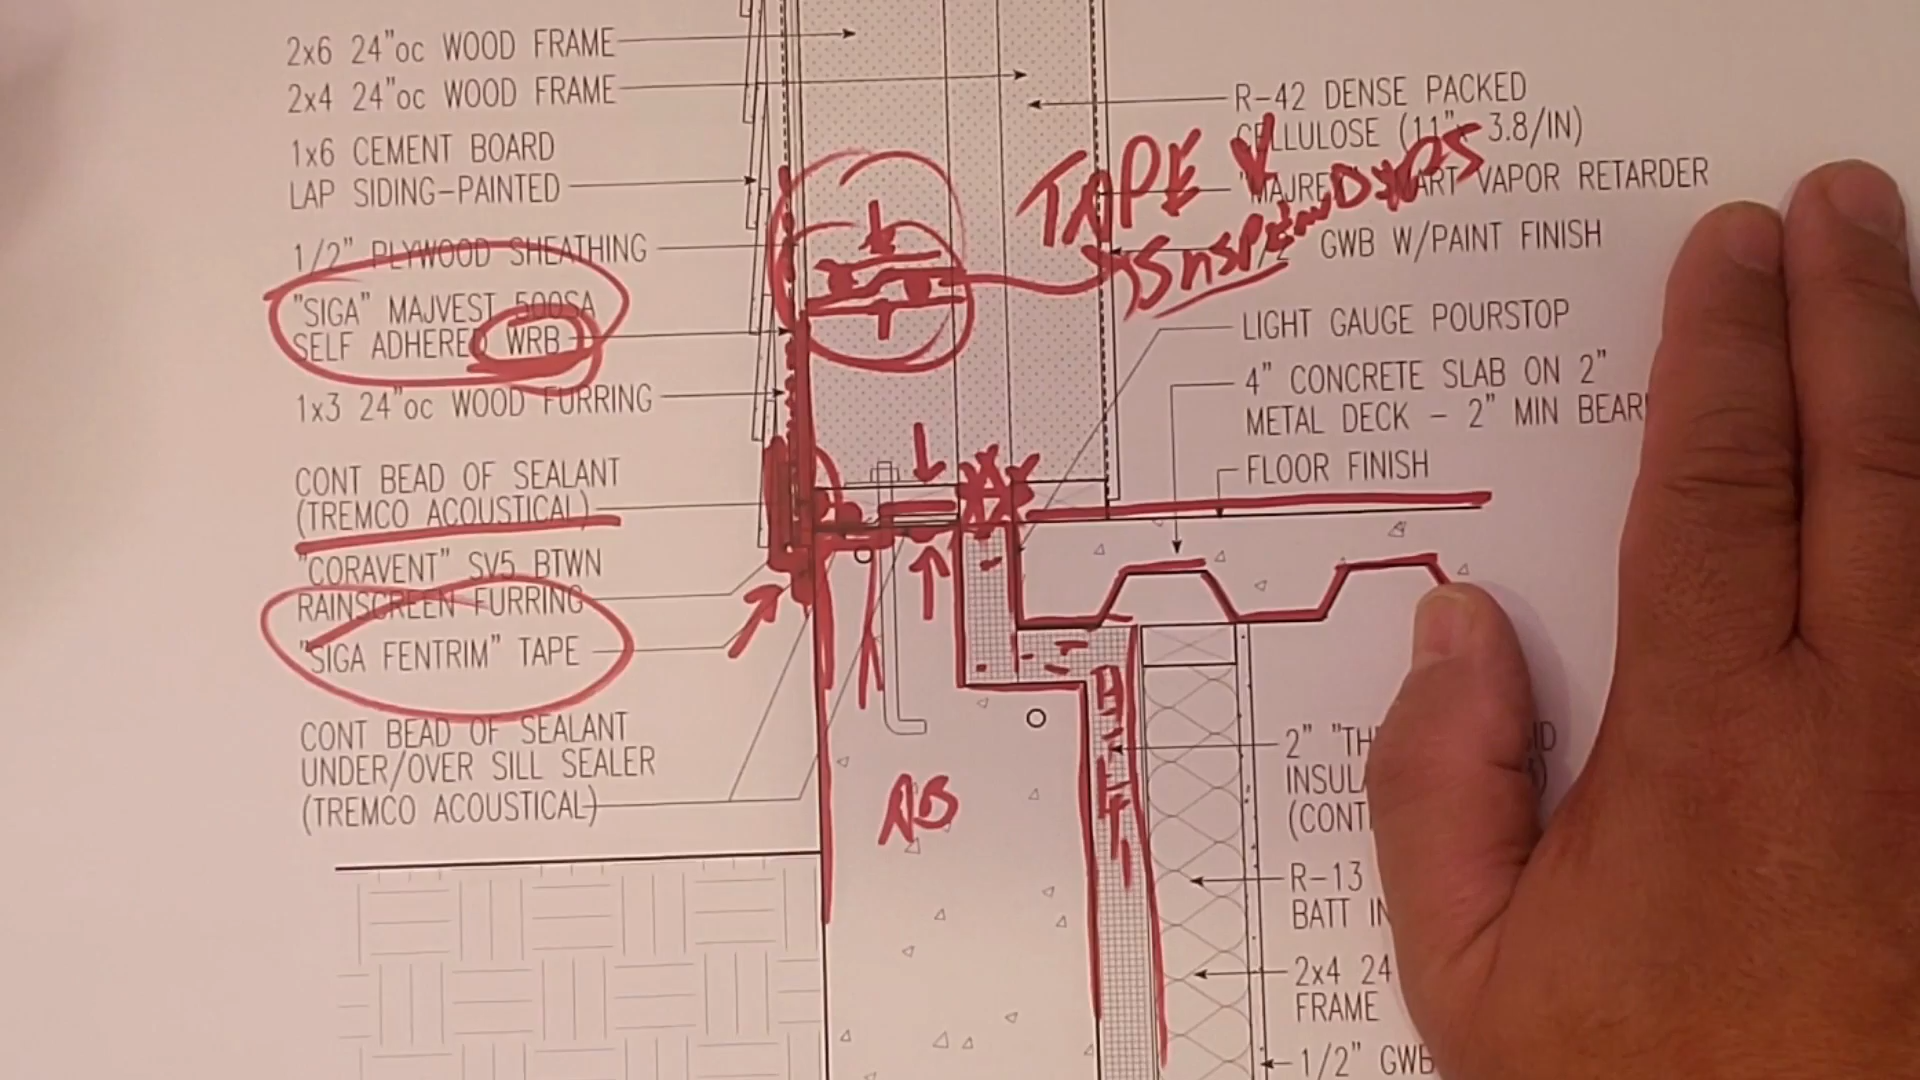 2x6 24"oc WOOD FRAME
2x4 24"oc WOOD FRAME
1x6 CEMENT BOARD
LAP SIDING-PAINTED
1/2" PLYWOOD SHEATHING
"SIGA" MAJVEST 500SA
SELF ADHERED WRB
1x3 24"oc WOOD FURRING
CONT BEAD OF SEALANT
(TREMCO ACOUSTICAL)
"CORAVENT" SV5 BTWN
RAINSCREEN FURRING
"SIGA FENTRIM" TAPE
CONT BEAD OF SEALANT
UNDER/OVER SILL SEALER
(TREMCO ACOUSTICAL)
R-42 DENSE PACKED
CELLULOSE (11" 3.8/IN)
VAPOR RETARDER
GWB W/PAINT FINISH
TAPE
LIGHT GAUGE POURSTOP
4" CONCRETE SLAB ON 2"
METAL DECK - 2" MIN
FLOOR FINISH
AB
2"
R-13
BATT
2x4 24
FRAME
1/2" GWB